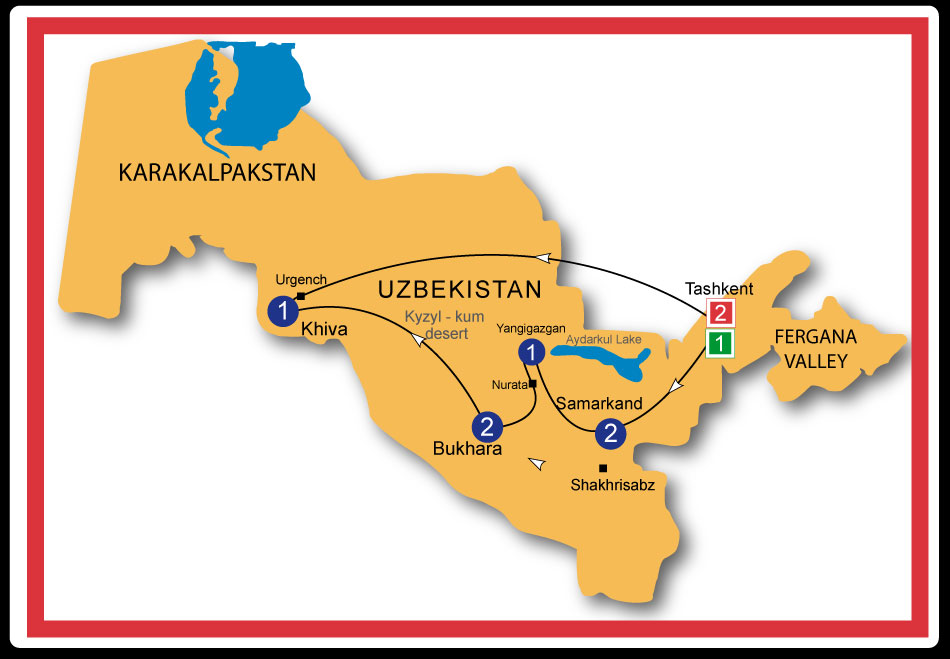 KARAKALPAKSTAN
Urgench
1
Khiva
UZBEKISTAN
Kyzyl - kum
desert
Yangigazgan
1
Aydarkul Lake
Tashkent
2
1
FERGANA
VALLEY
Nurata
Samarkand
2
2
Bukhara
Shakhrisabz